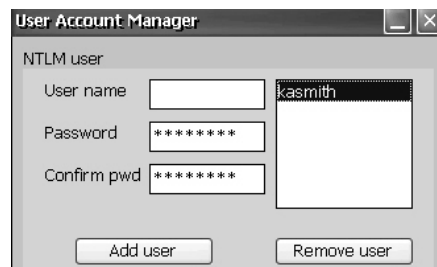 User Account Manager
NTLM user
User name
kasmith
Password ********
Confirm pwd ********
Add user Remove user